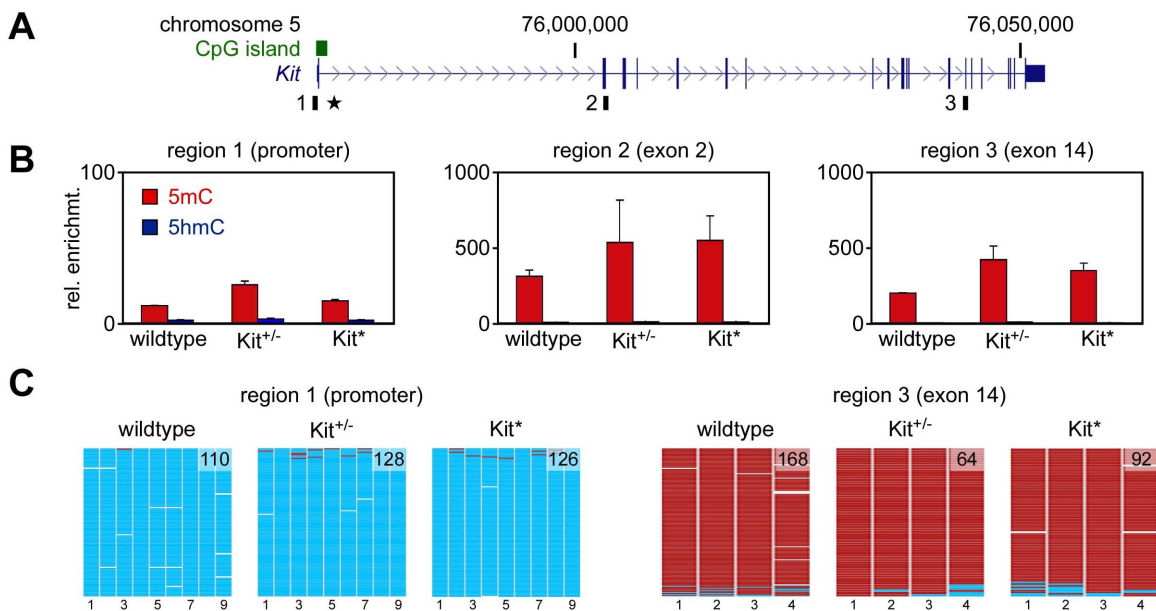 A
chromosome 5
76,000,000
76,050,000
CpG island
Kit
1 ★
2
3
B
region 1 (promoter)
region 2 (exon 2)
region 3 (exon 14)
rel. enrichmt.
100
0
5mC
5hmC
wildtype Kit+/- Kit*
1000
500
0
wildtype Kit+/- Kit*
1000
500
0
wildtype Kit+/- Kit*
C
region 1 (promoter)
region 3 (exon 14)
wildtype Kit+/- Kit*
wildtype Kit+/- Kit*
110 128 126
168 64 92
1 3 5 7 9
1 3 5 7 9
1 3 5 7 9
1 2 3 4
1 2 3 4
1 2 3 4